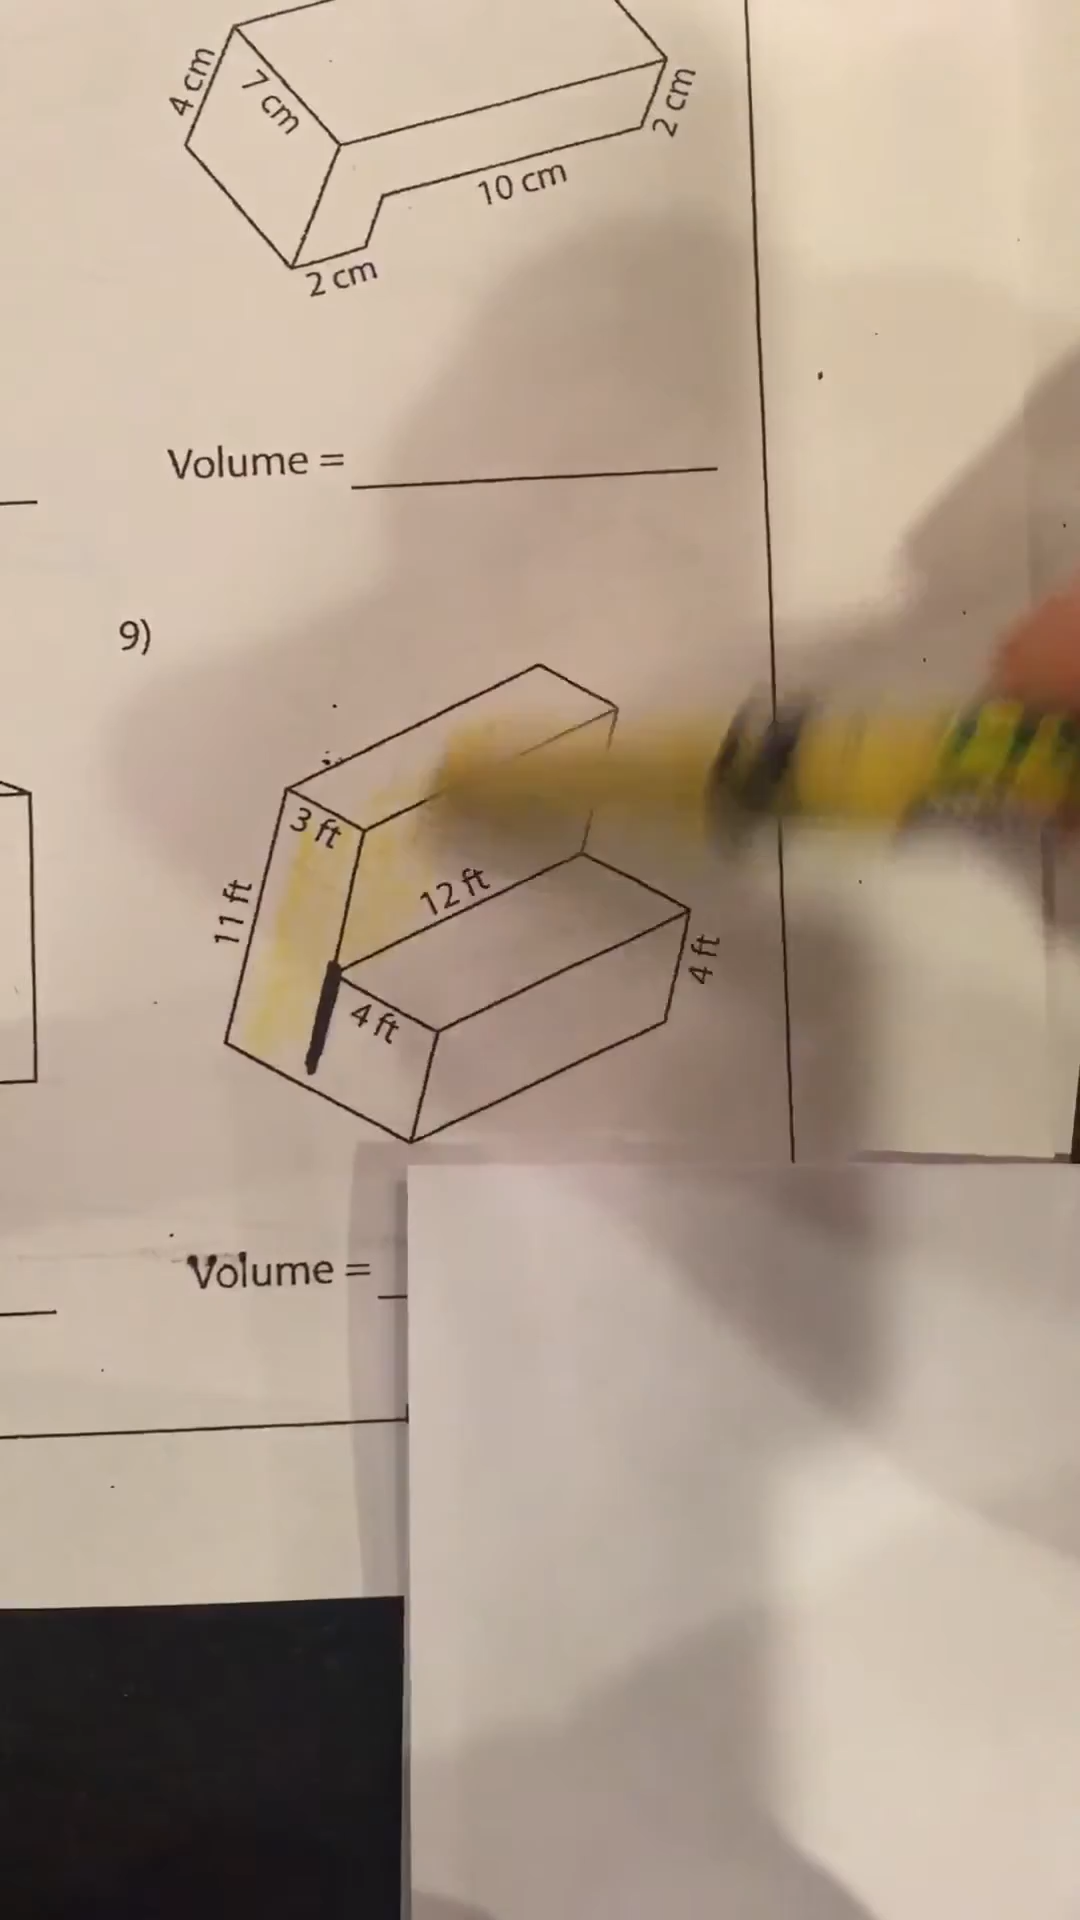 4 cm
7 cm
2 cm
10 cm
2 cm
Volume =
9)
3 ft
11 ft
12 ft
4 ft
4 ft
Volume =